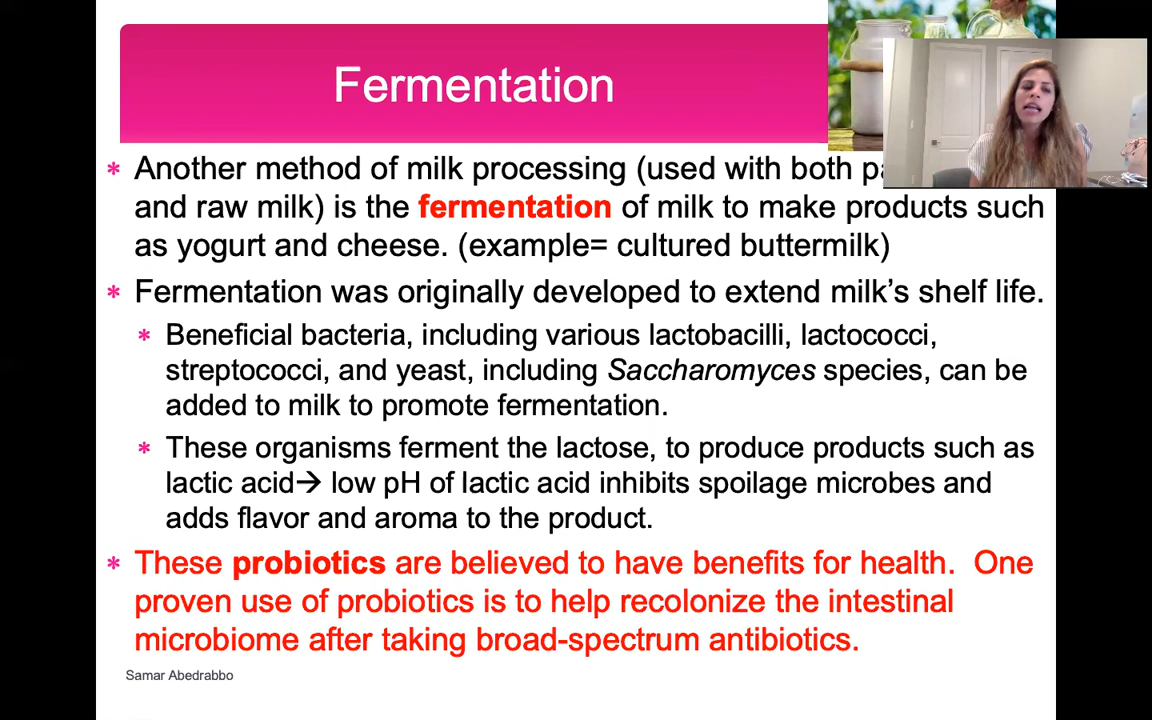 Fermentation
* Another method of milk processing (used with both
and raw milk) is the fermentation of milk to make products such
as yogurt and cheese. (example= cultured buttermilk)
* Fermentation was originally developed to extend milk's shelf life.
* Beneficial bacteria, including various lactobacilli, lactococci,
streptococci, and yeast, including Saccharomyces species, can be
added to milk to promote fermentation.
* These organisms ferment the lactose, to produce products such as
lactic acid→ low pH of lactic acid inhibits spoilage microbes and
adds flavor and aroma to the product.
* These probiotics are believed to have benefits for health. One
proven use of probiotics is to help recolonize the intestinal
microbiome after taking broad-spectrum antibiotics.
Samar Abedrabbo